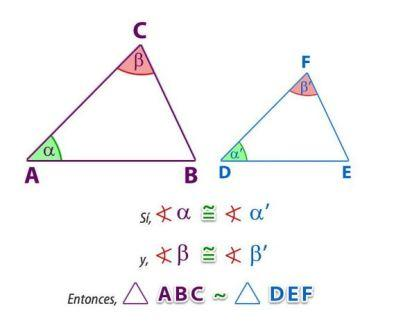 C
β
α
A B
F
β′
α′
D E
Sí, ∢ α ≅ ∢ α′
y, ∢ β ≅ ∢ β′
Entonces, △ ABC ~ △ DEF